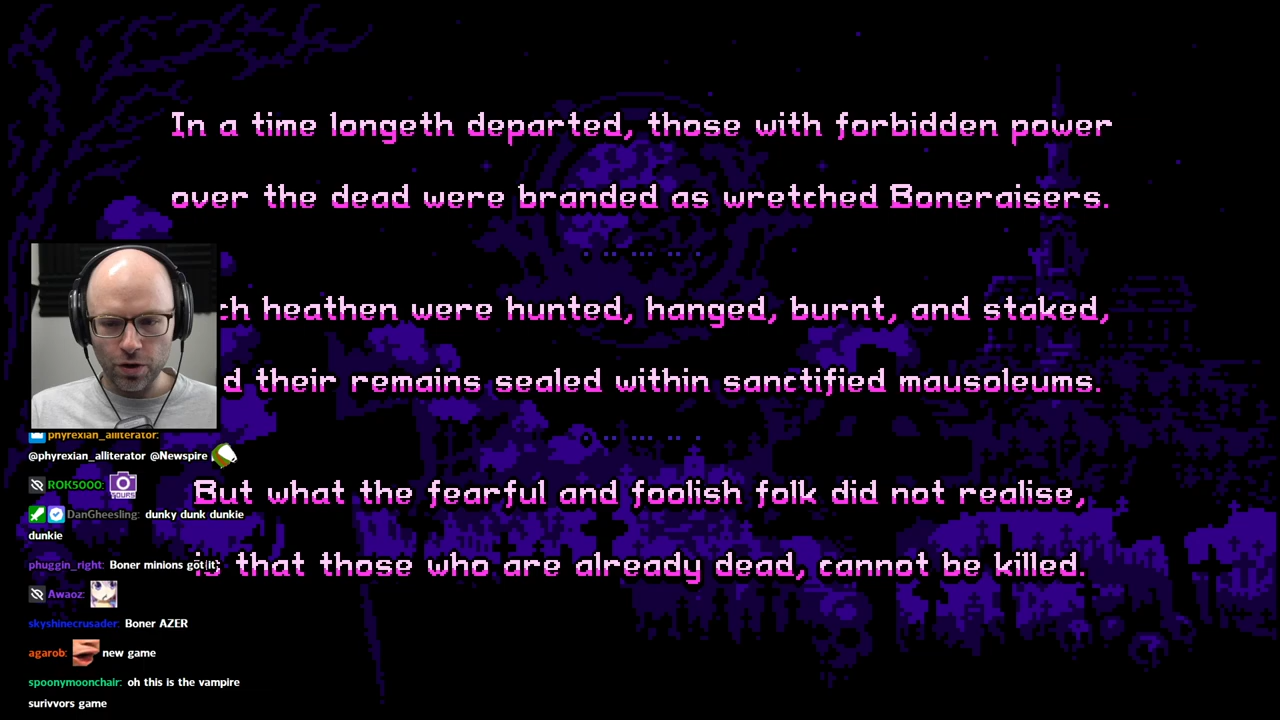 In a time longeth departed, those with forbidden power
over the dead were branded as wretched Boneraisers.
ch heathen were hunted, hanged, burnt, and staked,
d their remains sealed within sanctified mausoleums.
But what the fearful and foolish folk did not realise,
is that those who are already dead, cannot be killed.
phyrexian_alliterator:
@phyrexian_alliterator @Newspire
ROK5000:
DanGheesling: dunky dunk dunkie
dunkie
phuggin_right: Boner minions got it
Awaoz:
skyshinecrusader: Boner AZER
agarob: new game
spoonymoonchair: oh this is the vampire
surivvors game